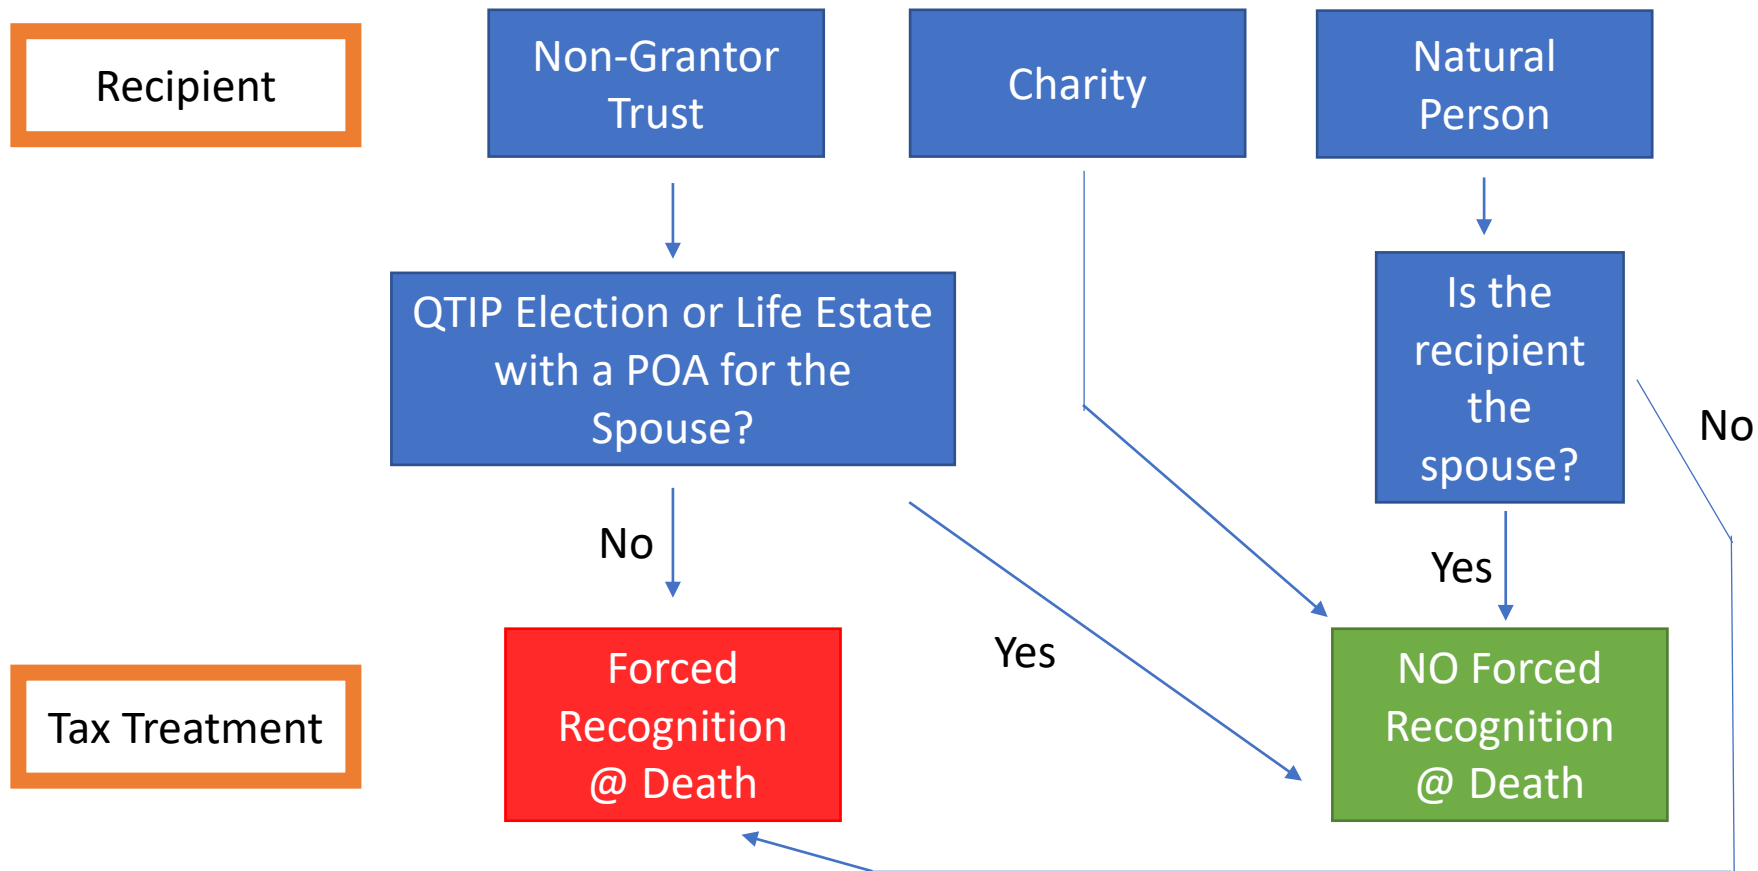 Recipient
Non-Grantor
Trust
Charity
Natural
Person
QTIP Election or Life Estate
with a POA for the
Spouse?
Is the
recipient
the
spouse?
No
No
Yes
Yes
Tax Treatment
Forced
Recognition
@ Death
NO Forced
Recognition
@ Death